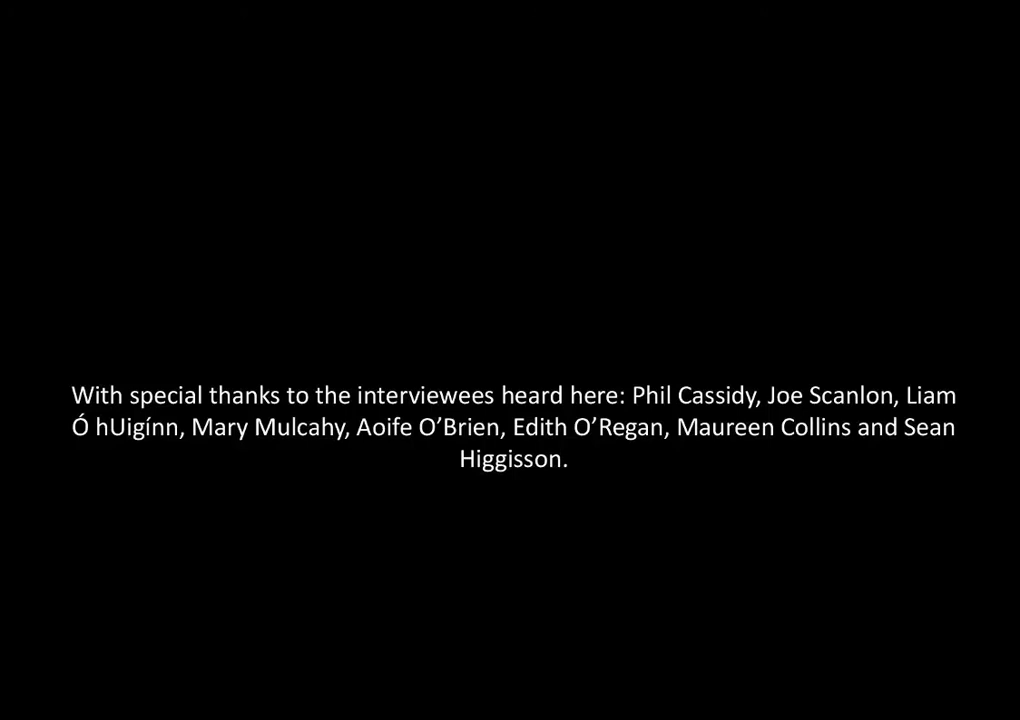 With special thanks to the interviewees heard here: Phil Cassidy, Joe Scanlon, Liam
Ó hUigínn, Mary Mulcahy, Aoife O’Brien, Edith O’Regan, Maureen Collins and Sean
Higgisson.